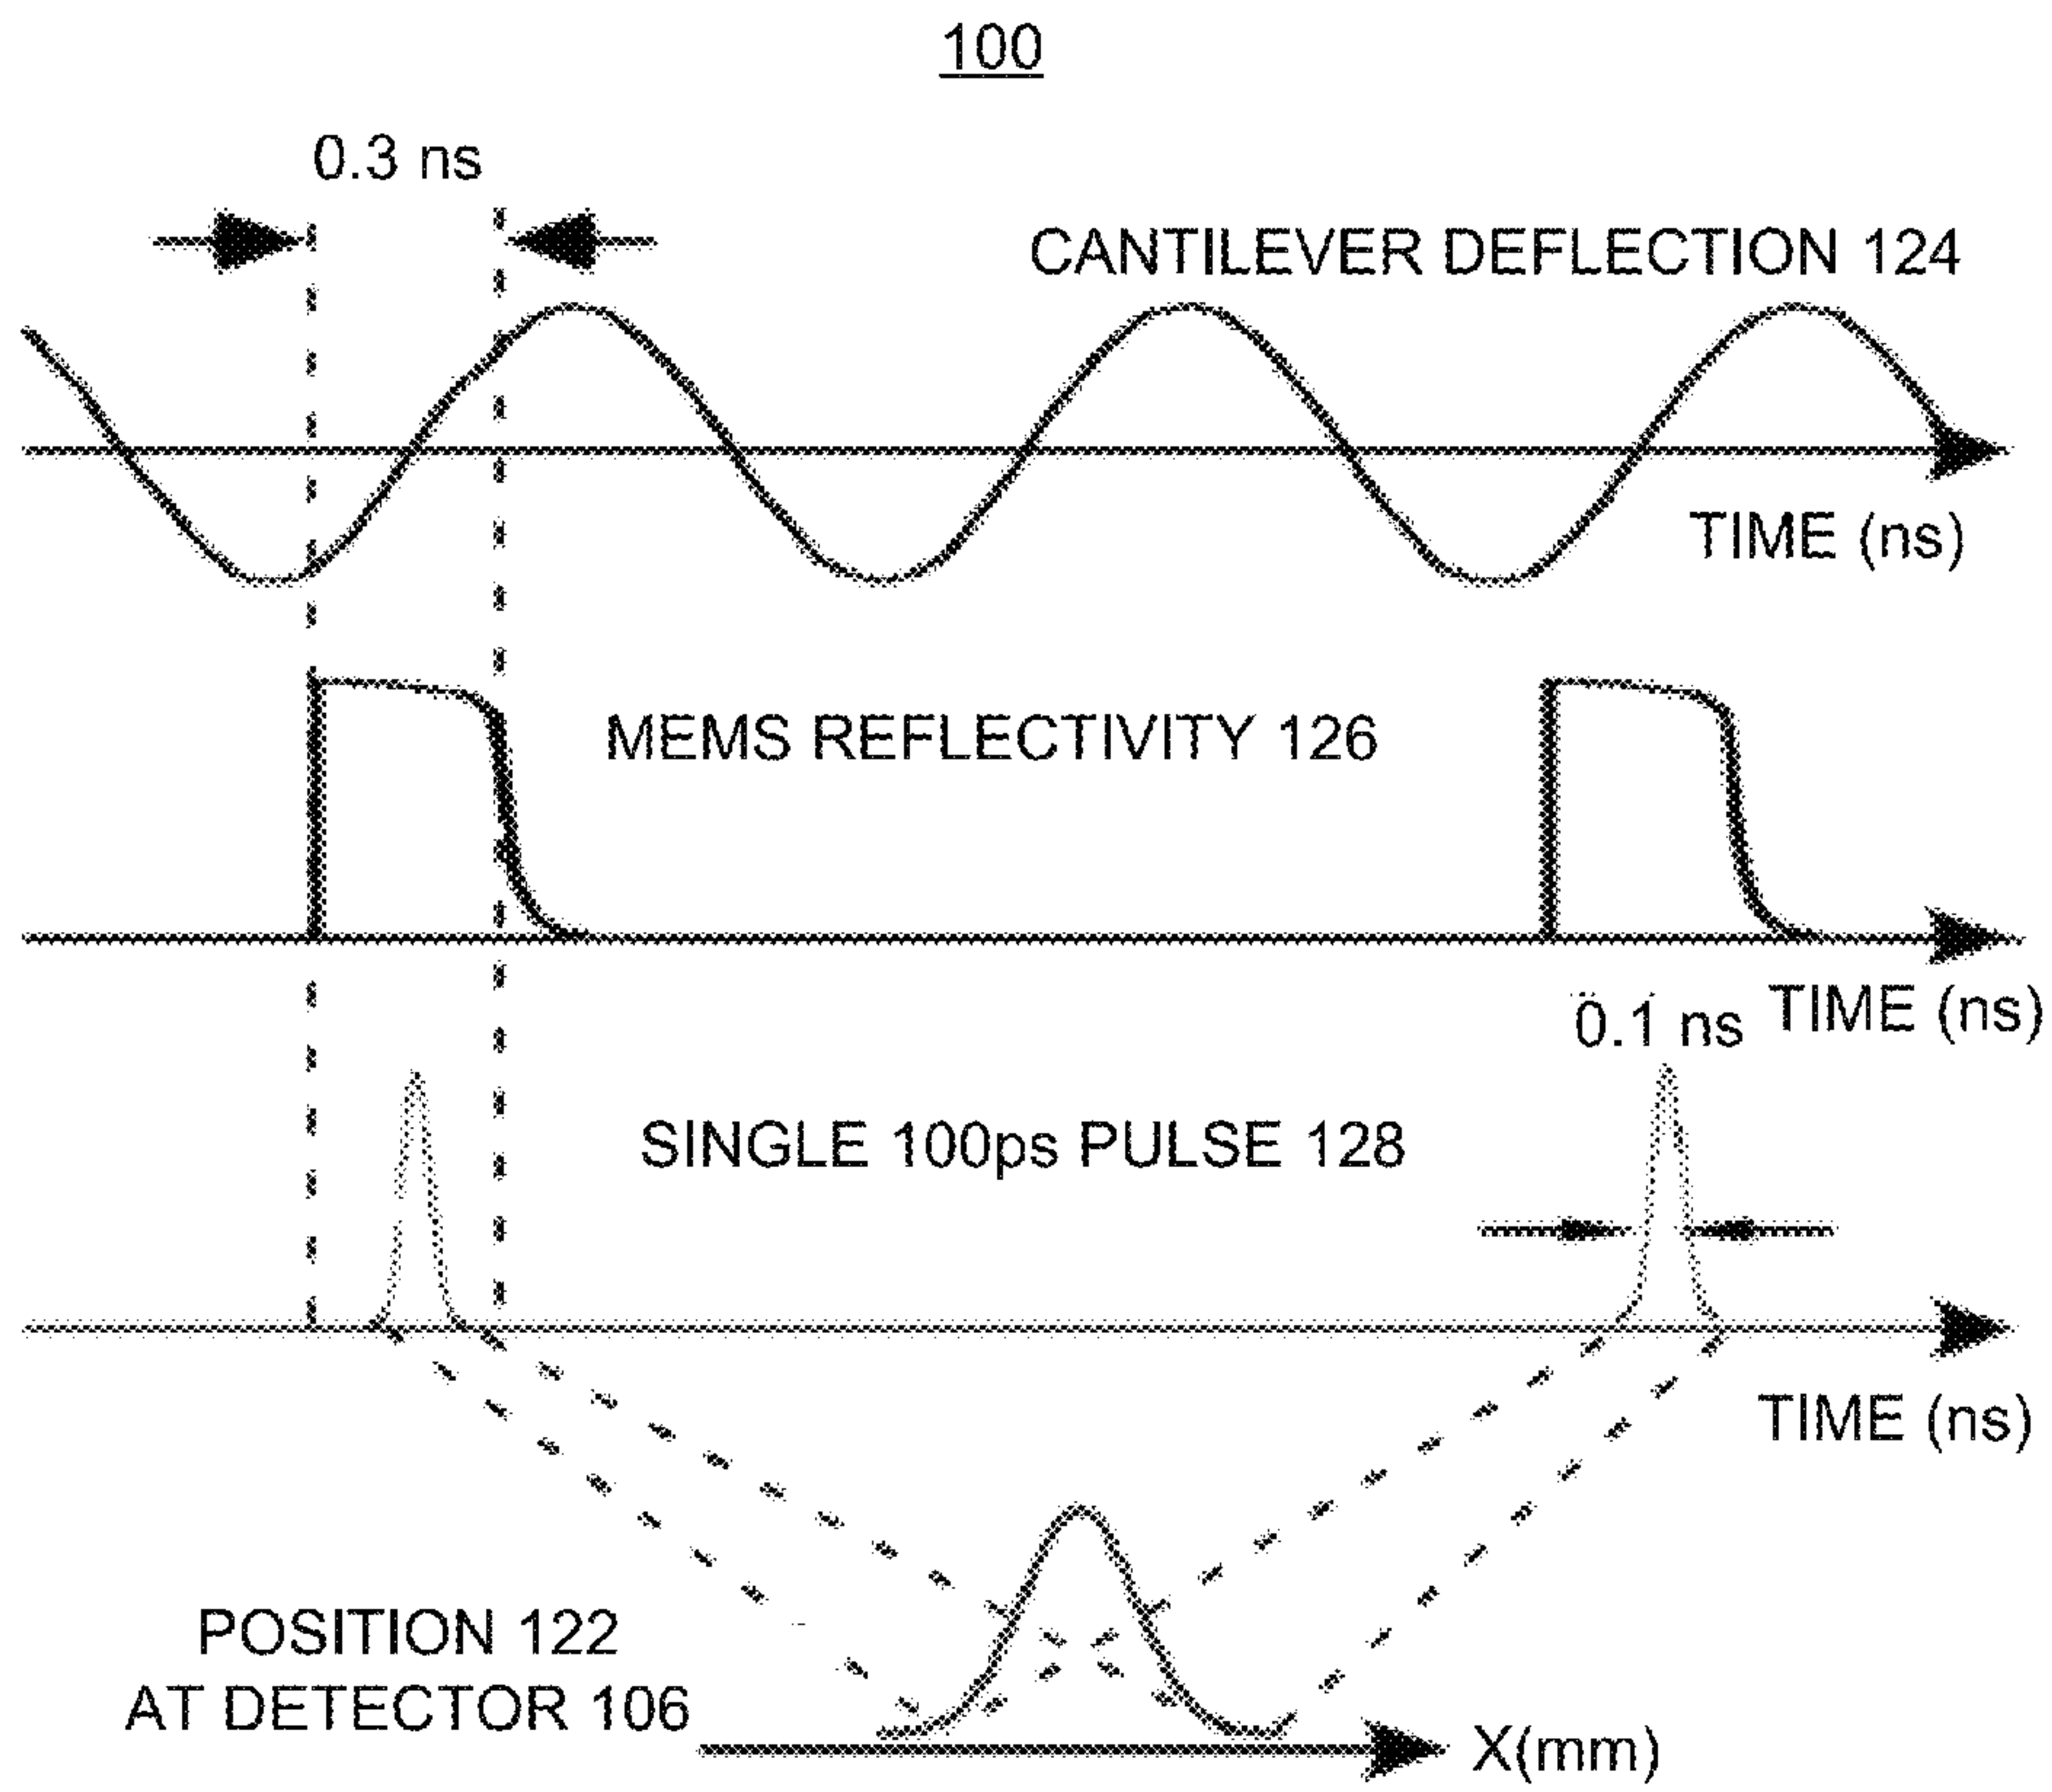 100
0.3 ns
CANTILEVER DEFLECTION 124
TIME (ns)
MEMS REFLECTIVITY 126
TIME (ns)
0.1 ns
SINGLE 100ps PULSE 128
TIME (ns)
POSITION 122
AT DETECTOR 106
X(mm)